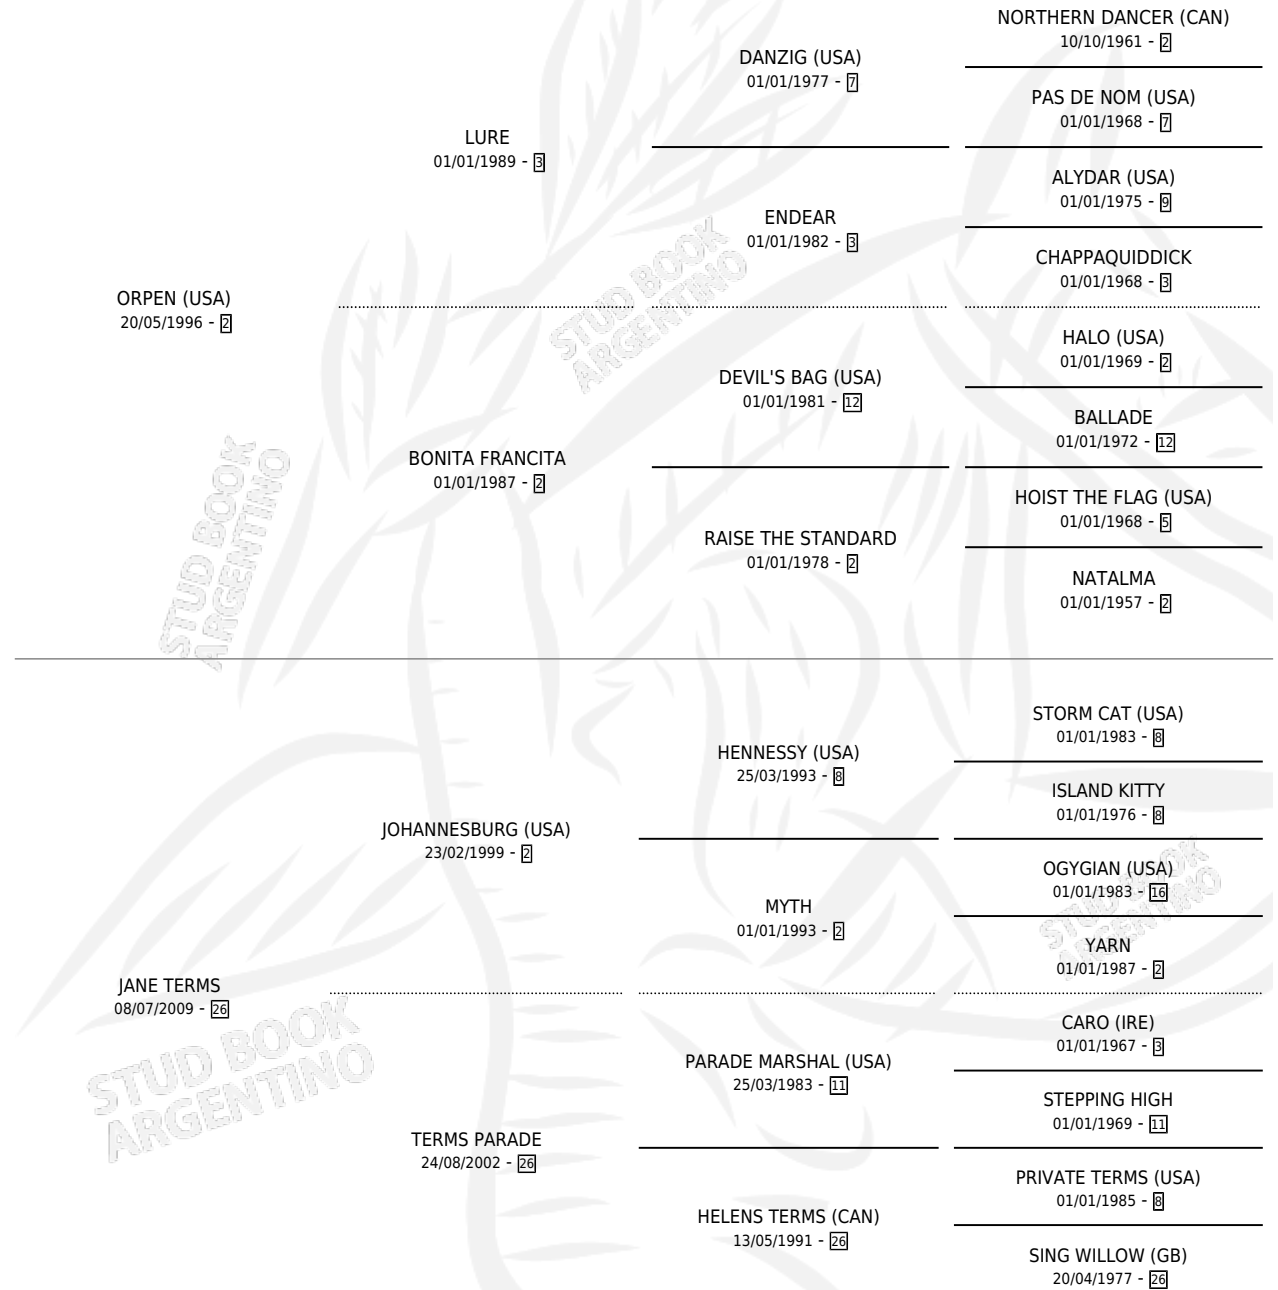 NORTHERN DANCER (CAN)
10/10/1961 - 2
DANZIG (USA)
01/01/1977 - 7
PAS DE NOM (USA)
01/01/1968 - 7
LURE
01/01/1989 - 3
ALYDAR (USA)
01/01/1975 - 9
ENDEAR
01/01/1982 - 3
CHAPPAQUIDDICK
01/01/1968 - 3
ORPEN (USA)
20/05/1996 - 2
HALO (USA)
01/01/1969 - 2
DEVIL'S BAG (USA)
01/01/1981 - 12
BALLADE
01/01/1972 - 12
BONITA FRANCITA
01/01/1987 - 2
HOIST THE FLAG (USA)
01/01/1968 - 5
RAISE THE STANDARD
01/01/1978 - 2
NATALMA
01/01/1957 - 2
STUD BOOK
ARGENTINO
STUD BOOK
ARGENTINO
STORM CAT (USA)
01/01/1983 - 8
HENNESSY (USA)
25/03/1993 - 8
ISLAND KITTY
01/01/1976 - 8
JOHANNESBURG (USA)
23/02/1999 - 2
OGYGIAN (USA)
01/01/1983 - 16
MYTH
01/01/1993 - 2
YARN
01/01/1987 - 2
JANE TERMS
08/07/2009 - 26
CARO (IRE)
01/01/1967 - 3
PARADE MARSHAL (USA)
25/03/1983 - 11
STEPPING HIGH
01/01/1969 - 11
TERMS PARADE
24/08/2002 - 26
PRIVATE TERMS (USA)
01/01/1985 - 8
HELENS TERMS (CAN)
13/05/1991 - 26
SING WILLOW (GB)
20/04/1977 - 26
STUD BOOK
ARGENTINO
STUD BOOK
ARGENTINO